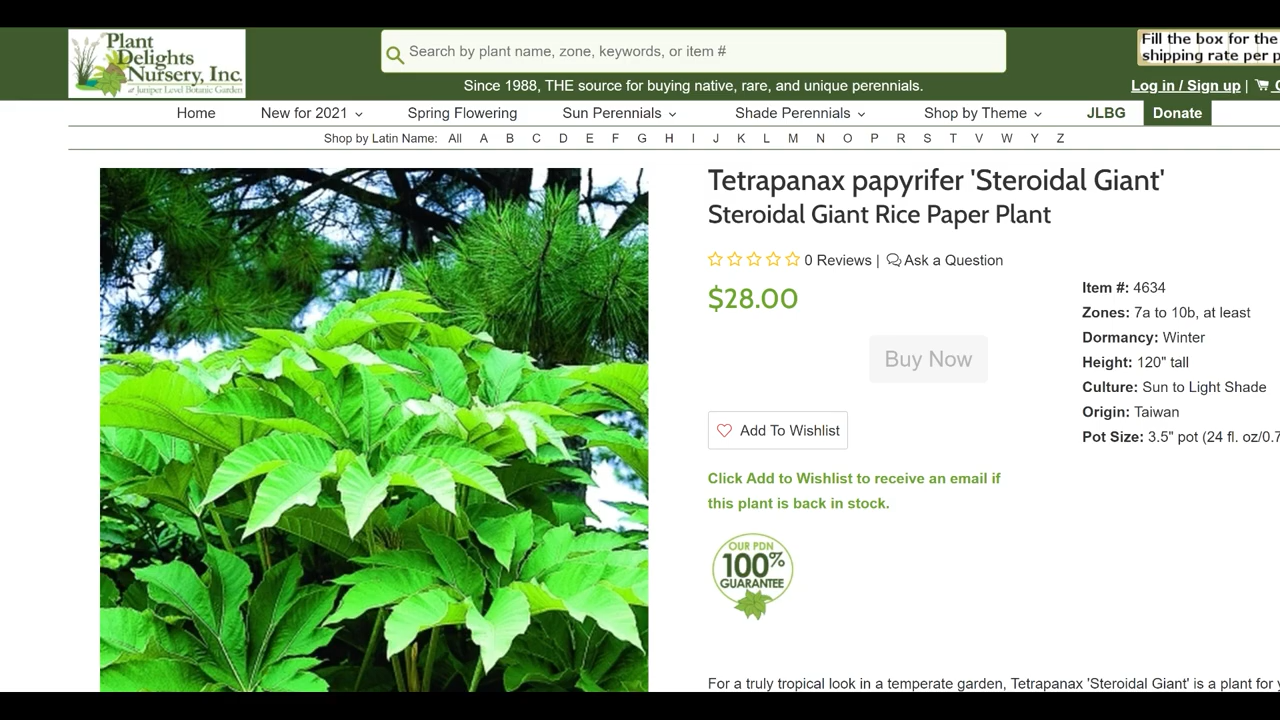 Plant
Delights
Nursery, Inc.
at Juniper Level Botanic Garden
Search by plant name, zone, keywords, or item #
Since 1988, THE source for buying native, rare, and unique perennials.
Fill the box for the
shipping rate per p
Log in / Sign up |
Home New for 2021 Spring Flowering Sun Perennials Shade Perennials Shop by Theme JLBG Donate
Shop by Latin Name: All A B C D E F G H I J K L M N O P R S T V W Y Z
Tetrapanax papyrifer 'Steroidal Giant'
Steroidal Giant Rice Paper Plant
0 Reviews | Ask a Question
$28.00
Buy Now
Add To Wishlist
Click Add to Wishlist to receive an email if
this plant is back in stock.
OUR PDN
100%
GUARANTEE
Item #: 4634
Zones: 7a to 10b, at least
Dormancy: Winter
Height: 120" tall
Culture: Sun to Light Shade
Origin: Taiwan
Pot Size: 3.5" pot (24 fl. oz/0.7
For a truly tropical look in a temperate garden, Tetrapanax 'Steroidal Giant' is a plant for